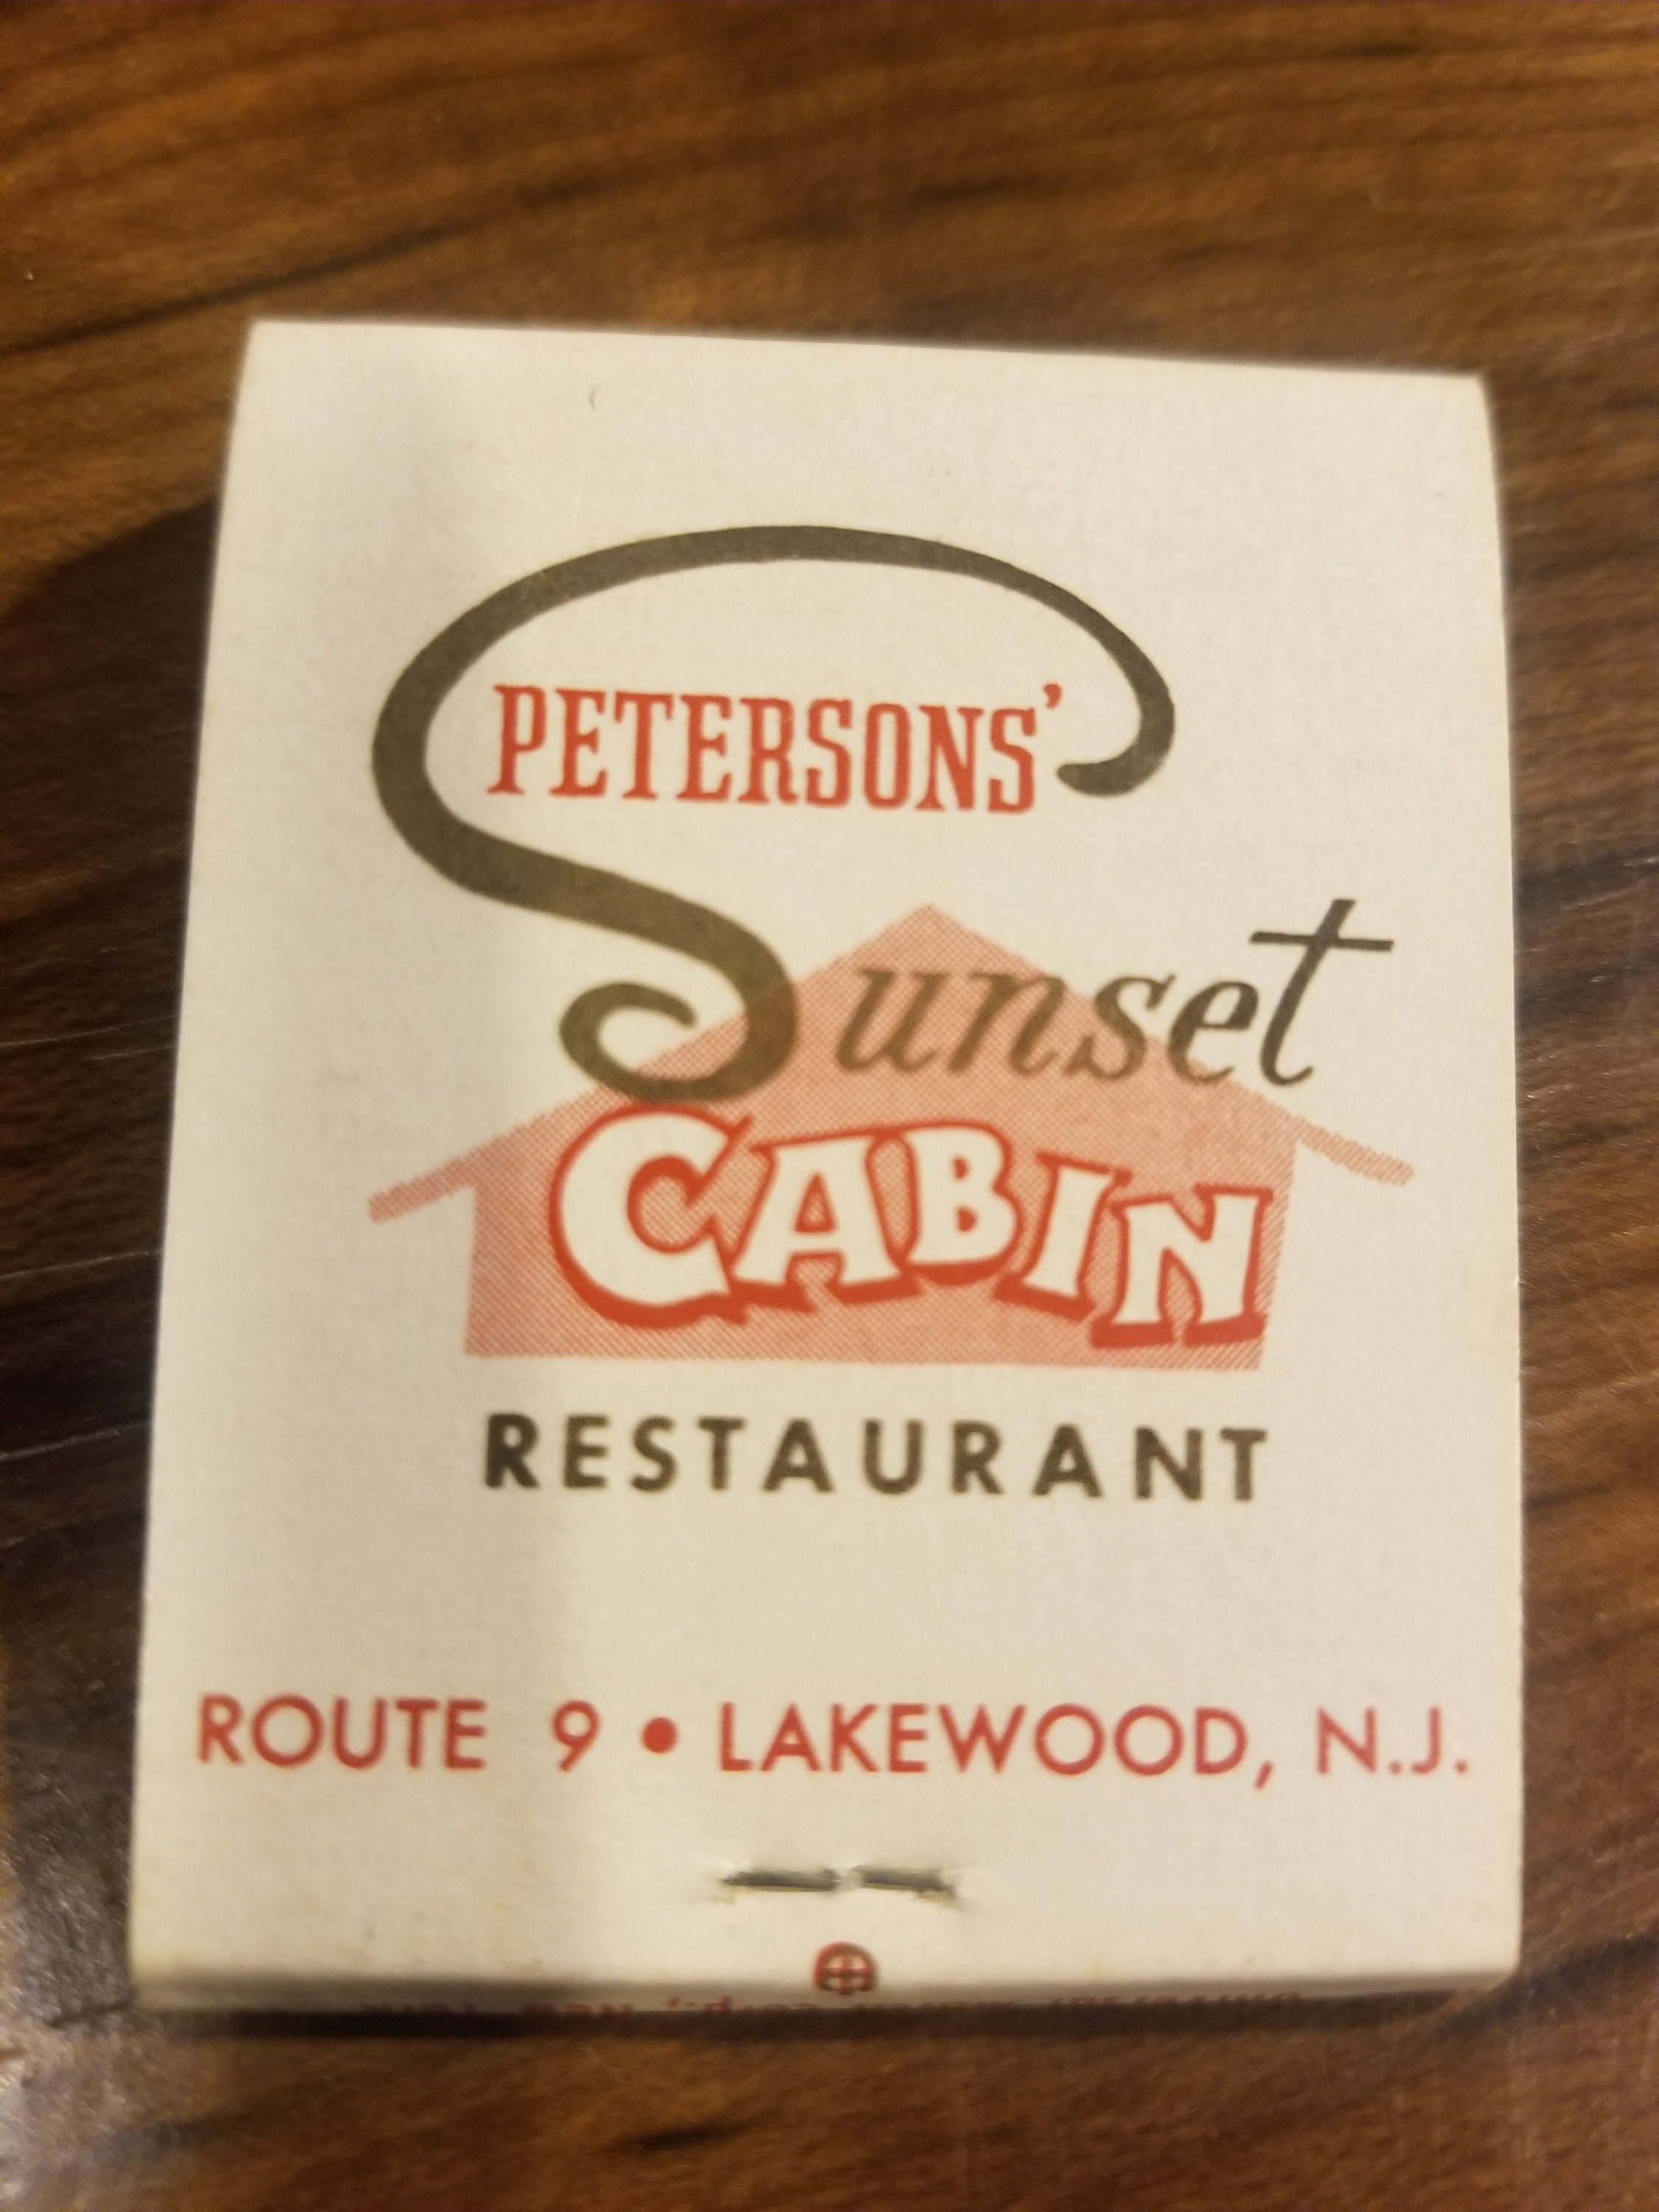 PETERSONS'
Sunset
CABIN
RESTAURANT
ROUTE 9 • LAKEWOOD, N.J.